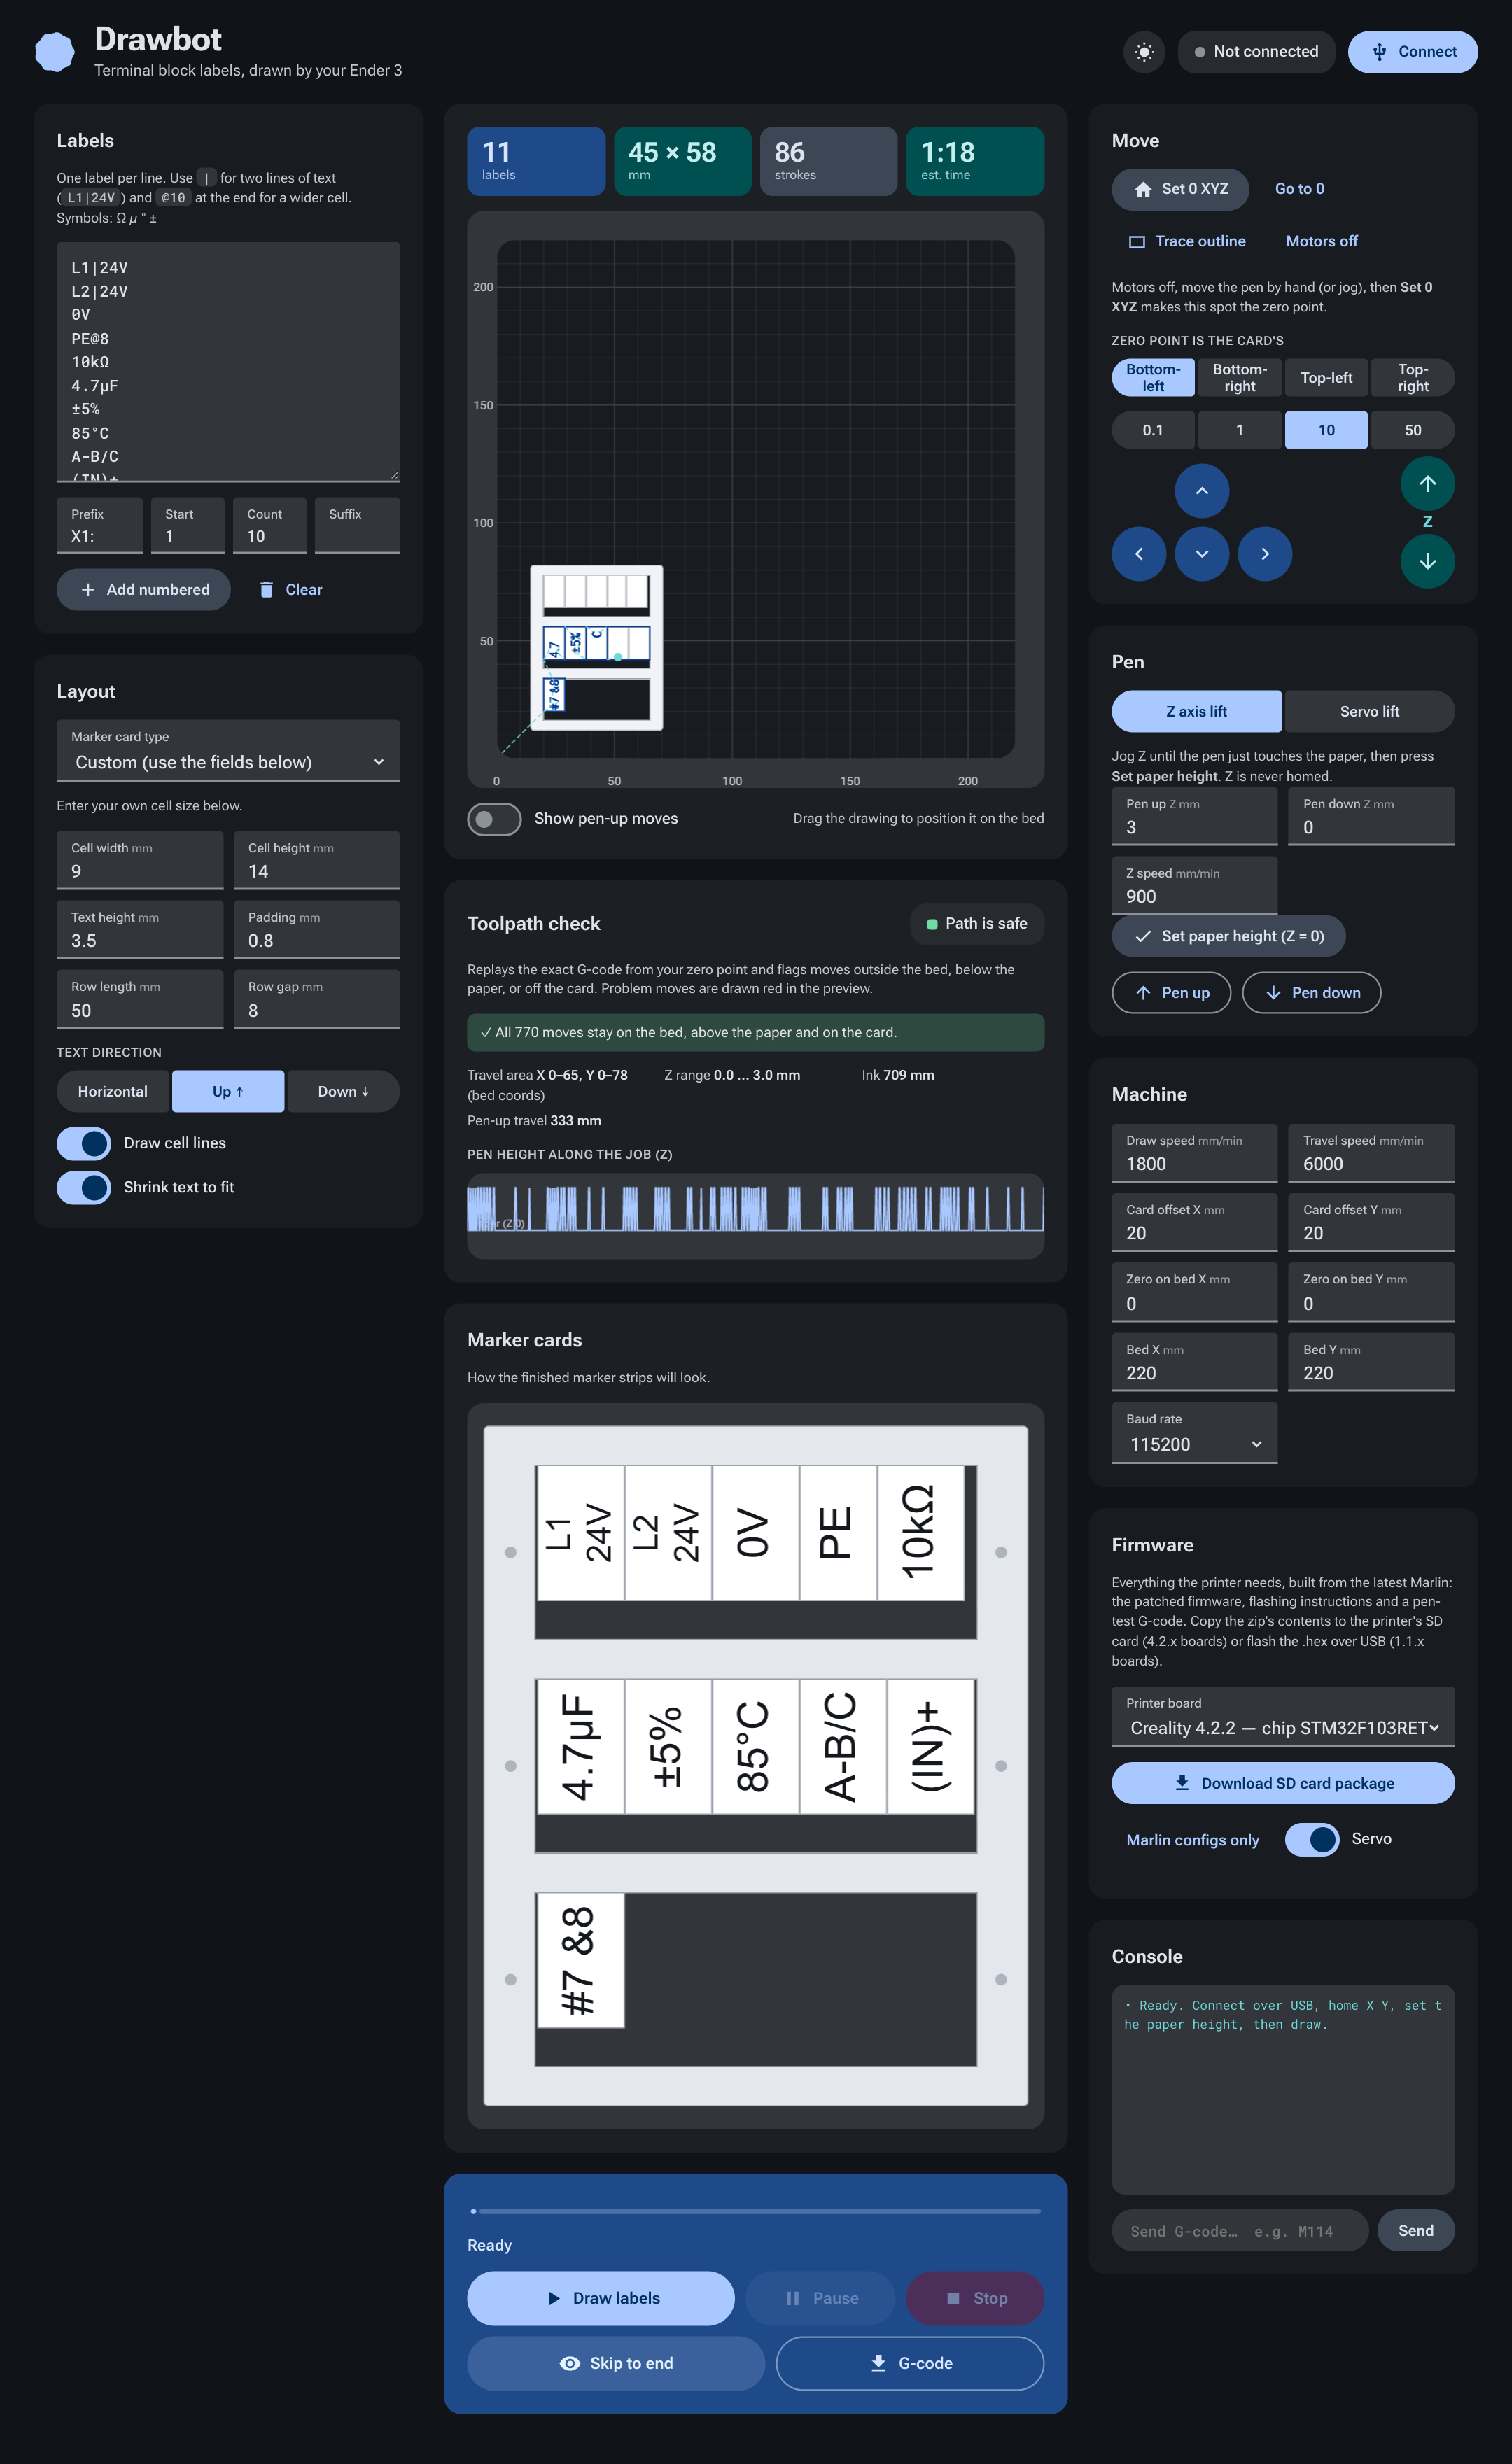 Drawbot
Terminal block labels, drawn by your Ender 3
Not connected
Connect
Labels
One label per line. Use | for two lines of text
(L1|24V) and @10 at the end for a wider cell.
Symbols: Ω µ ° ±
L1|24V
L2|24V
0V
PE@8
10kΩ
4.7µF
±5%
85°C
A-B/C
(IN)+
Prefix
X1:
Start
1
Count
10
Suffix
Add numbered
Clear
Layout
Marker card type
Custom (use the fields below)
Enter your own cell size below.
Cell width mm
9
Cell height mm
14
Text height mm
3.5
Padding mm
0.8
Row length mm
50
Row gap mm
8
TEXT DIRECTION
Horizontal
Up ↑
Down ↓
Draw cell lines
Shrink text to fit
11
labels
45 × 58
mm
86
strokes
1:18
est. time
200
150
100
50
4.7
±5%
C
#7 &8
0
50
100
150
200
Show pen-up moves
Drag the drawing to position it on the bed
Toolpath check
Path is safe
Replays the exact G-code from your zero point and flags moves outside the bed, below the
paper, or off the card. Problem moves are drawn red in the preview.
✓ All 770 moves stay on the bed, above the paper and on the card.
Travel area X 0–65, Y 0–78
(bed coords)
Z range 0.0 … 3.0 mm
Ink 709 mm
Pen-up travel 333 mm
PEN HEIGHT ALONG THE JOB (Z)
(Z 0)
Marker cards
How the finished marker strips will look.
L1
24V
L2
24V
0V
PE
10kΩ
4.7µF
±5%
85°C
A-B/C
(IN)+
#7 &8
Ready
Draw labels
Pause
Stop
Skip to end
G-code
Move
Set 0 XYZ
Go to 0
Trace outline
Motors off
Motors off, move the pen by hand (or jog), then Set 0
XYZ makes this spot the zero point.
ZERO POINT IS THE CARD'S
Bottom-
left
Bottom-
right
Top-left
Top-
right
0.1
1
10
50
Z
Pen
Z axis lift
Servo lift
Jog Z until the pen just touches the paper, then press
Set paper height. Z is never homed.
Pen up Z mm
3
Pen down Z mm
0
Z speed mm/min
900
Set paper height (Z = 0)
Pen up
Pen down
Machine
Draw speed mm/min
1800
Travel speed mm/min
6000
Card offset X mm
20
Card offset Y mm
20
Zero on bed X mm
0
Zero on bed Y mm
0
Bed X mm
220
Bed Y mm
220
Baud rate
115200
Firmware
Everything the printer needs, built from the latest Marlin:
the patched firmware, flashing instructions and a pen-
test G-code. Copy the zip's contents to the printer's SD
card (4.2.x boards) or flash the .hex over USB (1.1.x
boards).
Printer board
Creality 4.2.2 — chip STM32F103RET
Download SD card package
Marlin configs only
Servo
Console
· Ready. Connect over USB, home X Y, set t
he paper height, then draw.
Send G-code… e.g. M114
Send